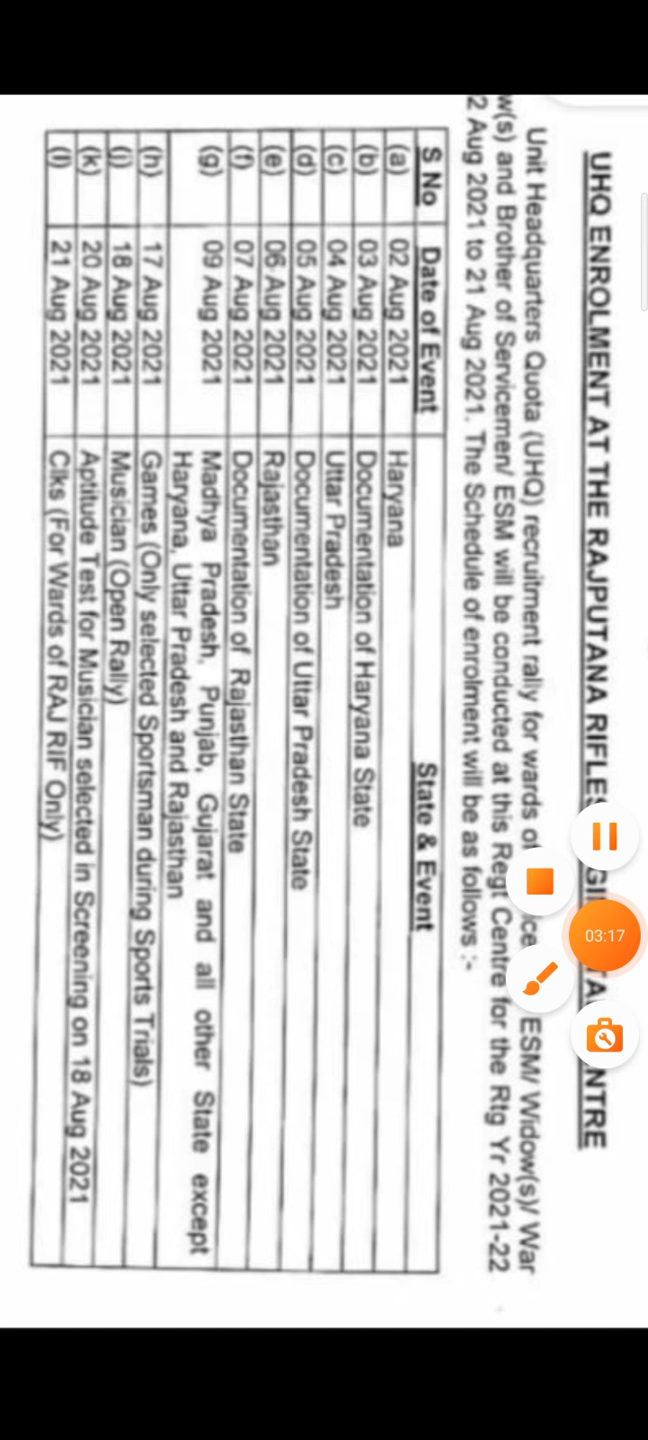 UHQ ENROLMENT AT THE RAJPUTANA RIFLES NTRE
Unit Headquarters Quota (UHQ) recruitment rally for wards of ESM/ Widow(s)/ War
w(s) and Brother of Servicemen/ ESM will be conducted at this Regt Centre for the Rtg Yr 2021-22
2 Aug 2021 to 21 Aug 2021. The Schedule of enrolment will be as follows :-
S No Date of Event State & Event
(a) 02 Aug 2021 Haryana
(b) 03 Aug 2021 Documentation of Haryana State
(c) 04 Aug 2021 Uttar Pradesh
(d) 05 Aug 2021 Documentation of Uttar Pradesh State
(e) 06 Aug 2021 Rajasthan
(f) 07 Aug 2021 Documentation of Rajasthan State
(g) 09 Aug 2021 Madhya Pradesh, Punjab, Gujarat and all other State except
Haryana, Uttar Pradesh and Rajasthan
(h) 17 Aug 2021 Games (Only selected Sportsman during Sports Trials)
(j) 18 Aug 2021 Musician (Open Rally)
(k) 20 Aug 2021 Aptitude Test for Musician selected in Screening on 18 Aug 2021
(l) 21 Aug 2021 Clks (For Wards of RAJ RIF Only)
03:17